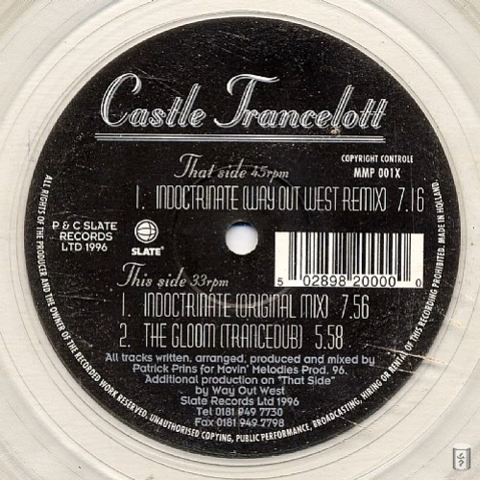 Castle Trancelott
That side 45rpm
COPYRIGHT CONTROLE
MMP 001X
1. INDOCTRINATE (WAY OUT WEST REMIX) 7.16
P & C SLATE
RECORDS
LTD 1996
SLATE®
5 02898 20000 0
This side 33rpm
1. INDOCTRINATE (ORIGINAL MIX) 7.56
2. THE GLOOM (TRANCEDUB) 5.58
All tracks written, arranged, produced and mixed by
Patrick Prins for Movin' Melodies Prod. 96.
Additional production on "That Side"
by Way Out West
Slate Records Ltd 1996
Tel 0181 949 7730
Fax 0181 949 7798
ALL RIGHTS OF THE PRODUCER AND THE OWNER OF THE RECORDED WORK RESERVED. UNAUTHORISED COPYING, PUBLIC PERFORMANCE, BROADCASTING, HIRING OR RENTAL OF THIS RECORDING PROHIBITED. MADE IN HOLLAND.